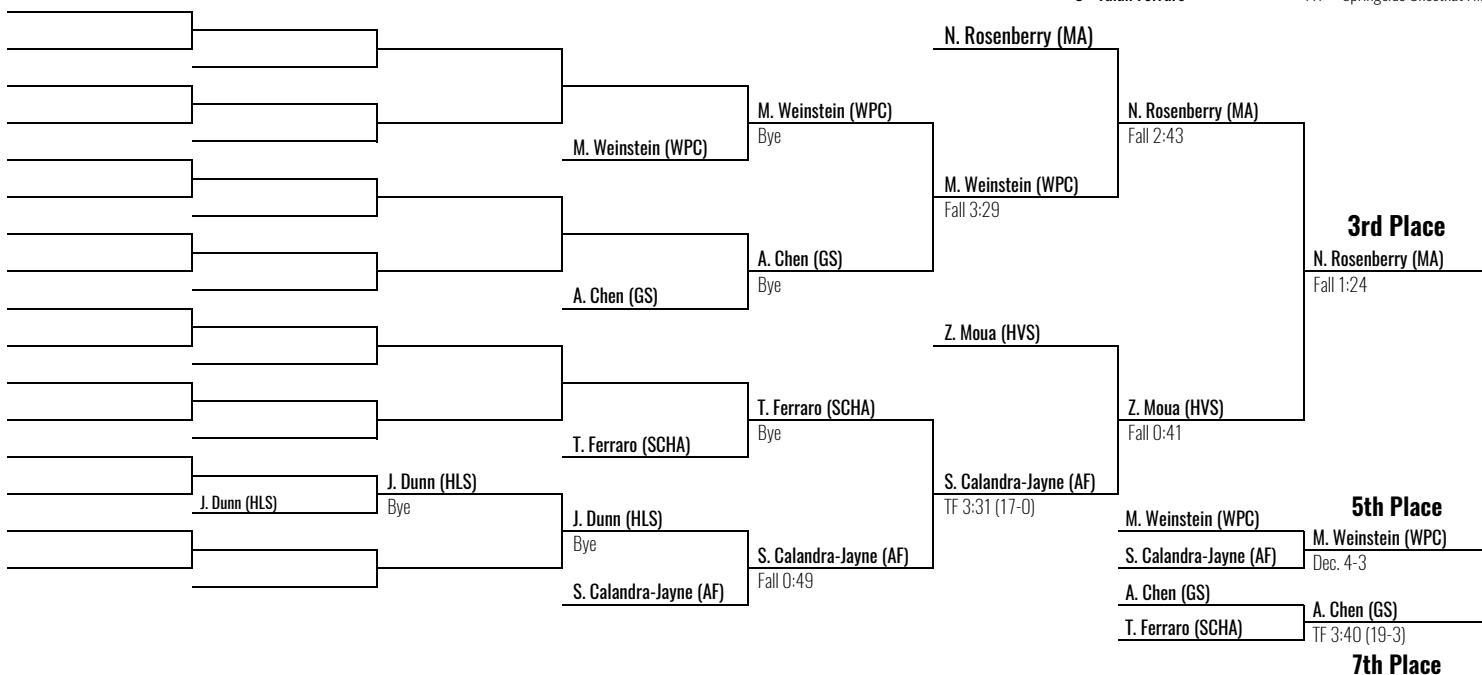 Ferraro
Springside Chestnut
N. Rosenberry (MA)
M. Weinstein (WPC)
Bye
N. Rosenberry (MA)
Fall 2:43
M. Weinstein (WPC)
M. Weinstein (WPC)
Fall 3:29
3rd Place
A. Chen (GS)
Bye
N. Rosenberry (MA)
Fall 1:24
A. Chen (GS)
Z. Moua (HVS)
T. Ferraro (SCHA)
Bye
Z. Moua (HVS)
Fall 0:41
T. Ferraro (SCHA)
J. Dunn (HLS)
J. Dunn (HLS)
Bye
S. Calandra-Jayne (AF)
TF 3:31 (17-0)
5th Place
J. Dunn (HLS)
Bye
M. Weinstein (WPC)
M. Weinstein (WPC)
Dec. 4-3
S. Calandra-Jayne (AF)
Fall 0:49
S. Calandra-Jayne (AF)
S. Calandra-Jayne (AF)
A. Chen (GS)
A. Chen (GS)
TF 3:40 (19-3)
T. Ferraro (SCHA)
7th Place